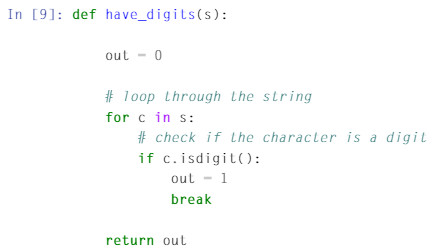 In [9]: def have_digits(s):
out = 0
# loop through the string
for c in s:
# check if the character is a digit
if c.isdigit():
out = 1
break
return out